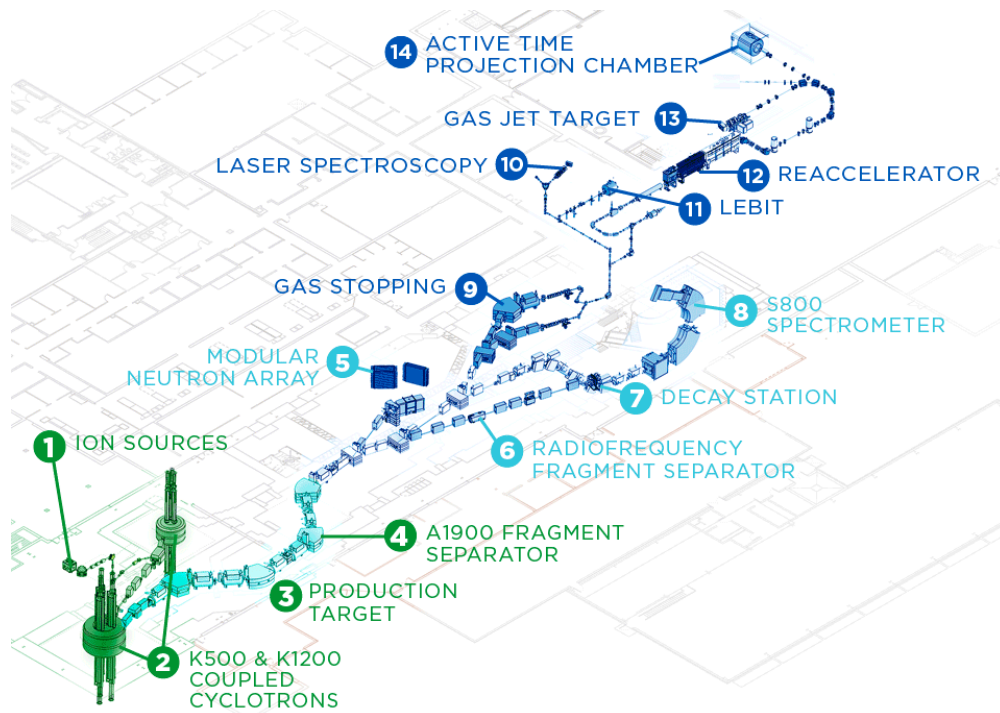 14 ACTIVE TIME
PROJECTION CHAMBER
GAS JET TARGET 13
LASER SPECTROSCOPY 10
12 REACCELERATOR
11 LEBIT
GAS STOPPING 9
8 S800
SPECTROMETER
MODULAR 5
NEUTRON ARRAY
7 DECAY STATION
1 ION SOURCES
6 RADIOFREQUENCY
FRAGMENT SEPARATOR
4 A1900 FRAGMENT
SEPARATOR
3 PRODUCTION
TARGET
2 K500 & K1200
COUPLED
CYCLOTRONS